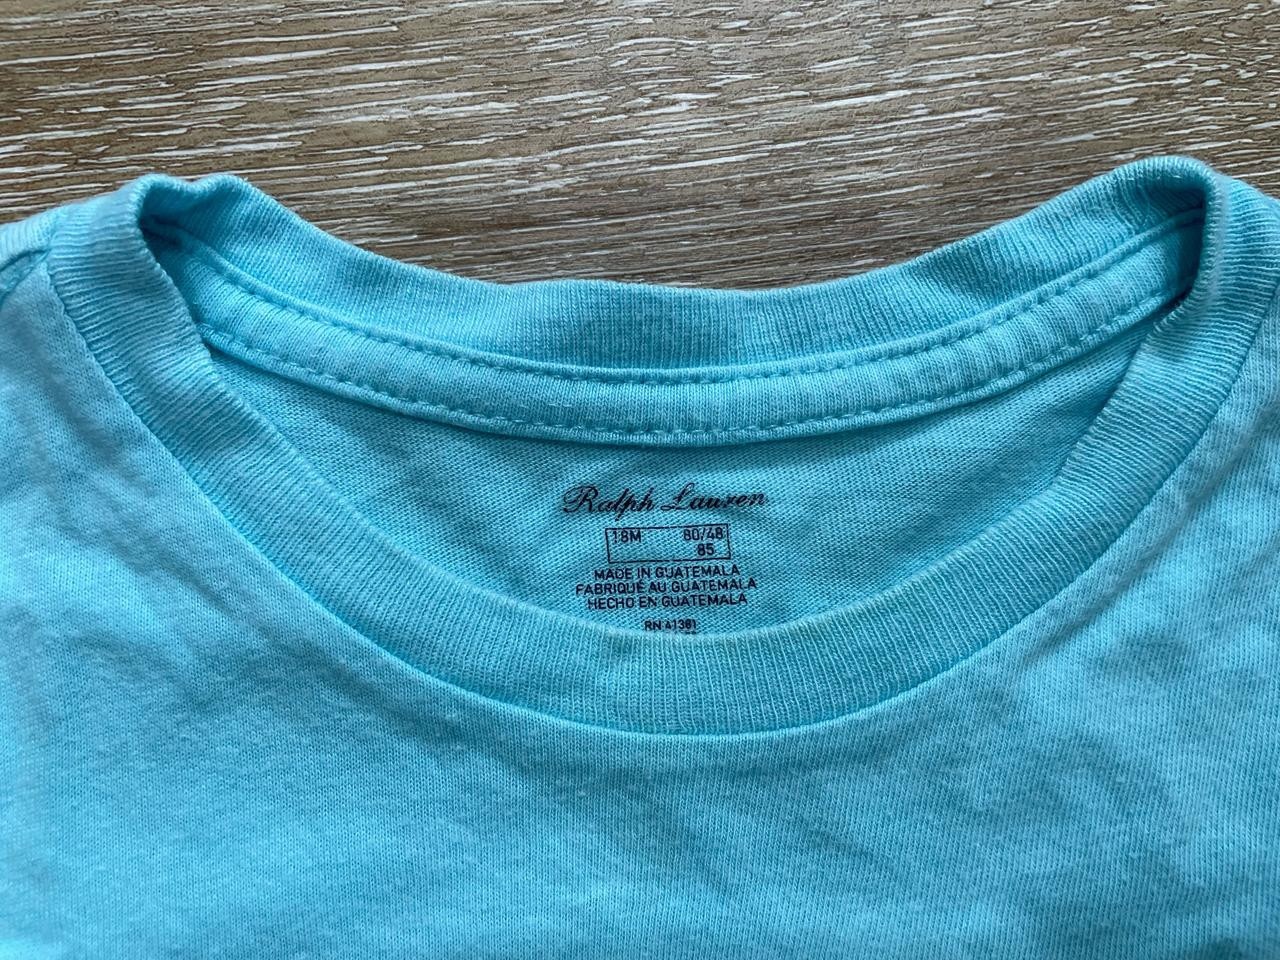 Ralph Lauren
18M 80/48
85
MADE IN GUATEMALA
FABRIQUÉ AU GUATEMALA
HECHO EN GUATEMALA
RN 41381